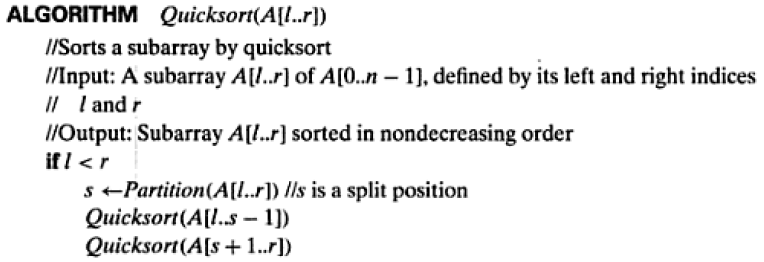 ALGORITHM Quicksort(A[l..r])
//Sorts a subarray by quicksort
//Input: A subarray A[l..r] of A[0..n − 1], defined by its left and right indices
// l and r
//Output: Subarray A[l..r] sorted in nondecreasing order
if l < r
s ←Partition(A[l..r]) //s is a split position
Quicksort(A[l..s − 1])
Quicksort(A[s + 1..r])